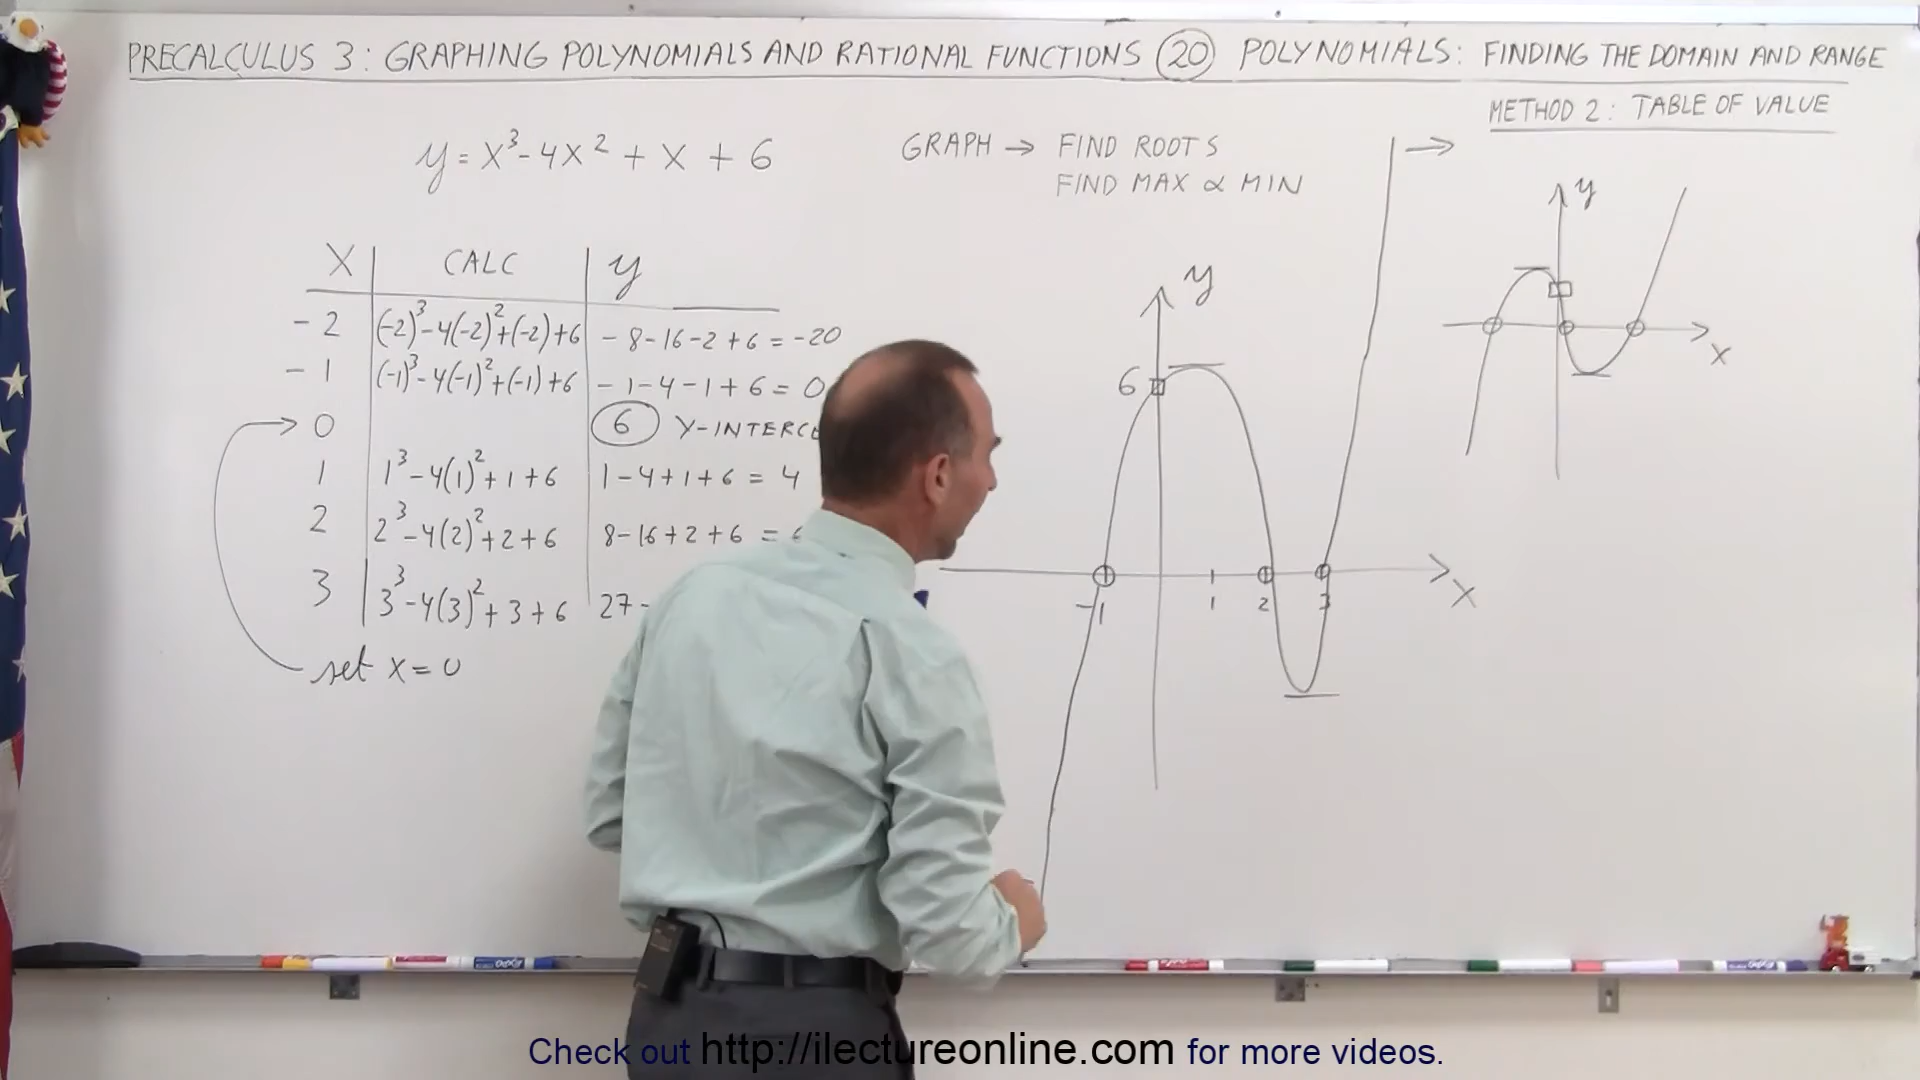 PRECALCULUS 3: GRAPHING POLYNOMIALS AND RATIONAL FUNCTIONS (20) POLYNOMIALS: FINDING THE DOMAIN AND RANGE
METHOD 2: TABLE OF VALUE
y = x³ - 4x² + x + 6
GRAPH → FIND ROOTS →
FIND MAX & MIN
X CALC y
-2 (-2)³-4(-2)²+(-2)+6 -8-16-2+6 = -20
-1 (-1)³-4(-1)²+(-1)+6 -1-4-1+6 = 0
0 6
1 1³-4(1)²+1+6 1-4+1+6 = 4
2 2³-4(2)²+2+6 8-16+2+6 =
3 3³-4(3)²+3+6 27-
set x = 0
y
6
-1 1 2 3
x
y
x
Check out http://ilectureonline.com for more videos.